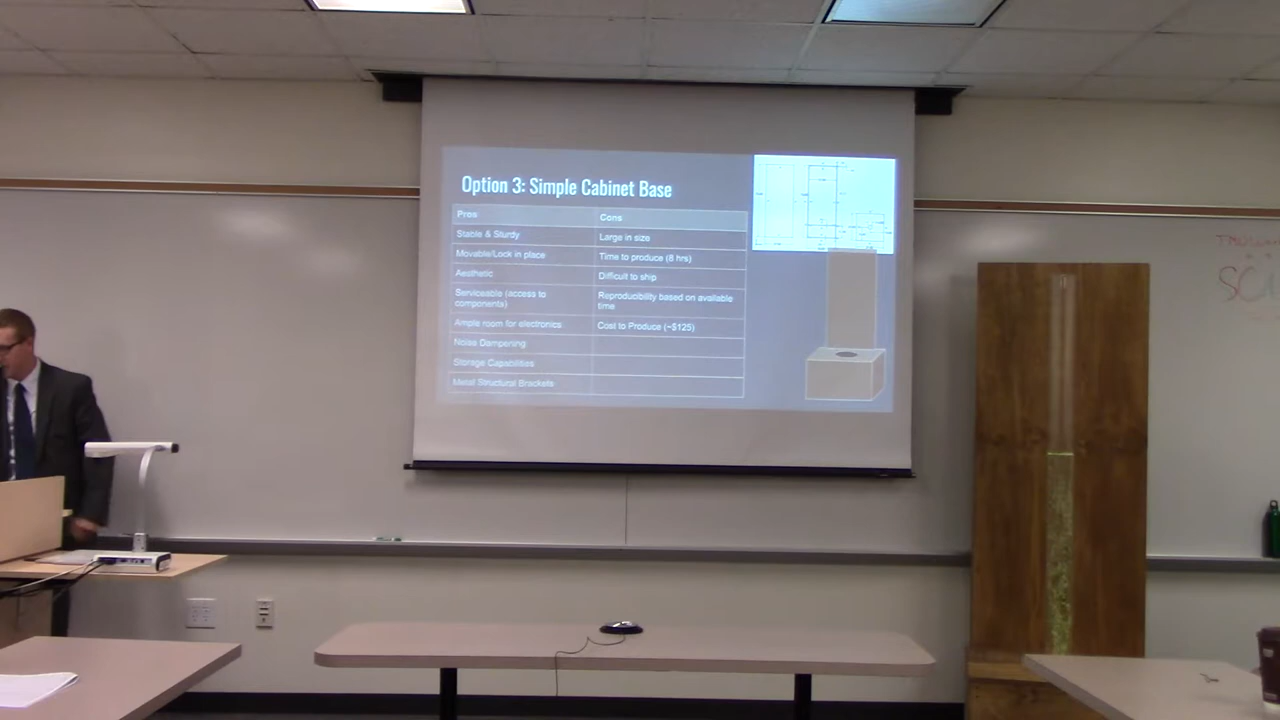 Option 3: Simple Cabinet Base
Pros
Cons
Stable & Sturdy
Large in size
Movable/Lock in place
Time to produce (8 hrs)
Aesthetic
Difficult to ship
Serviceable (access to
components)
Reproducibility based on available
time
Ample room for electronics
Cost to Produce (~$125)
Noise Dampening
Storage Capabilities
Metal Structural Brackets